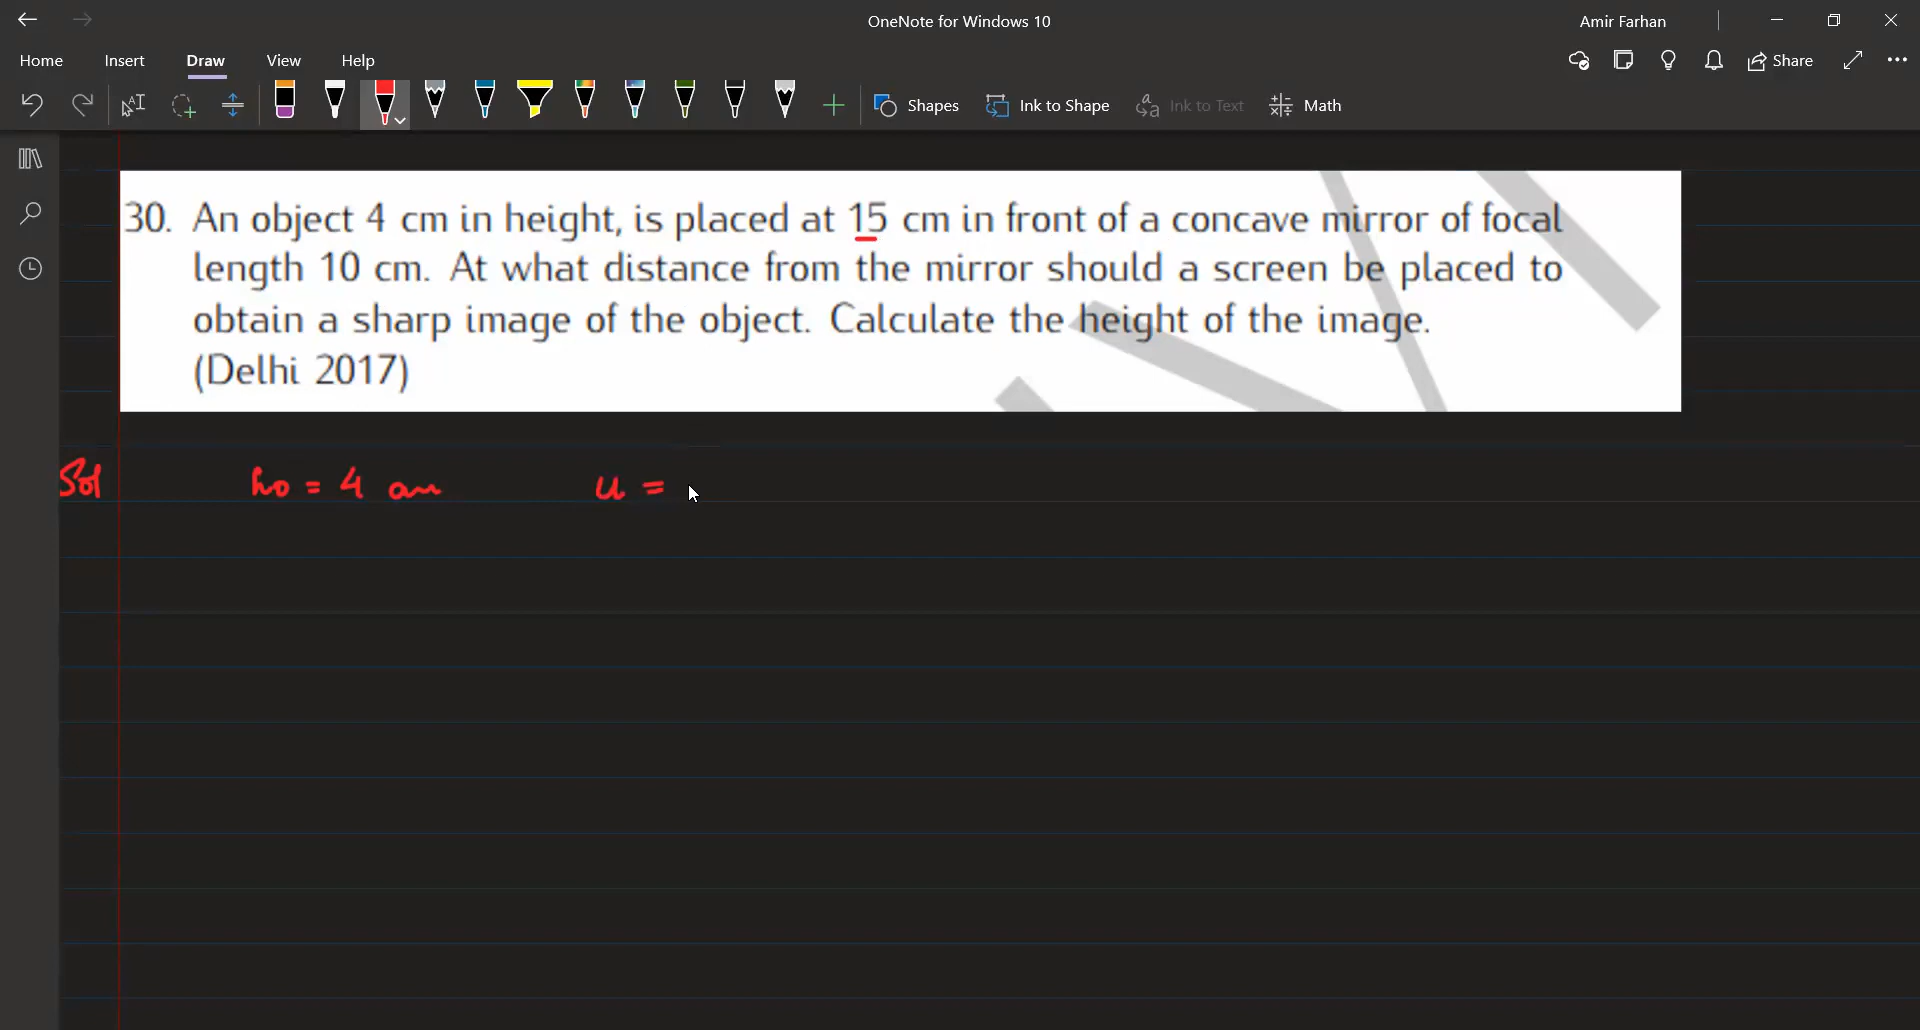 OneNote for Windows 10
Amir Farhan
Home Insert Draw View Help
Share
Shapes Ink to Shape Ink to Text Math
30. An object 4 cm in height, is placed at 15 cm in front of a concave mirror of focal
length 10 cm. At what distance from the mirror should a screen be placed to
obtain a sharp image of the object. Calculate the height of the image.
(Delhi 2017)
Sol ho = 4 cm u =